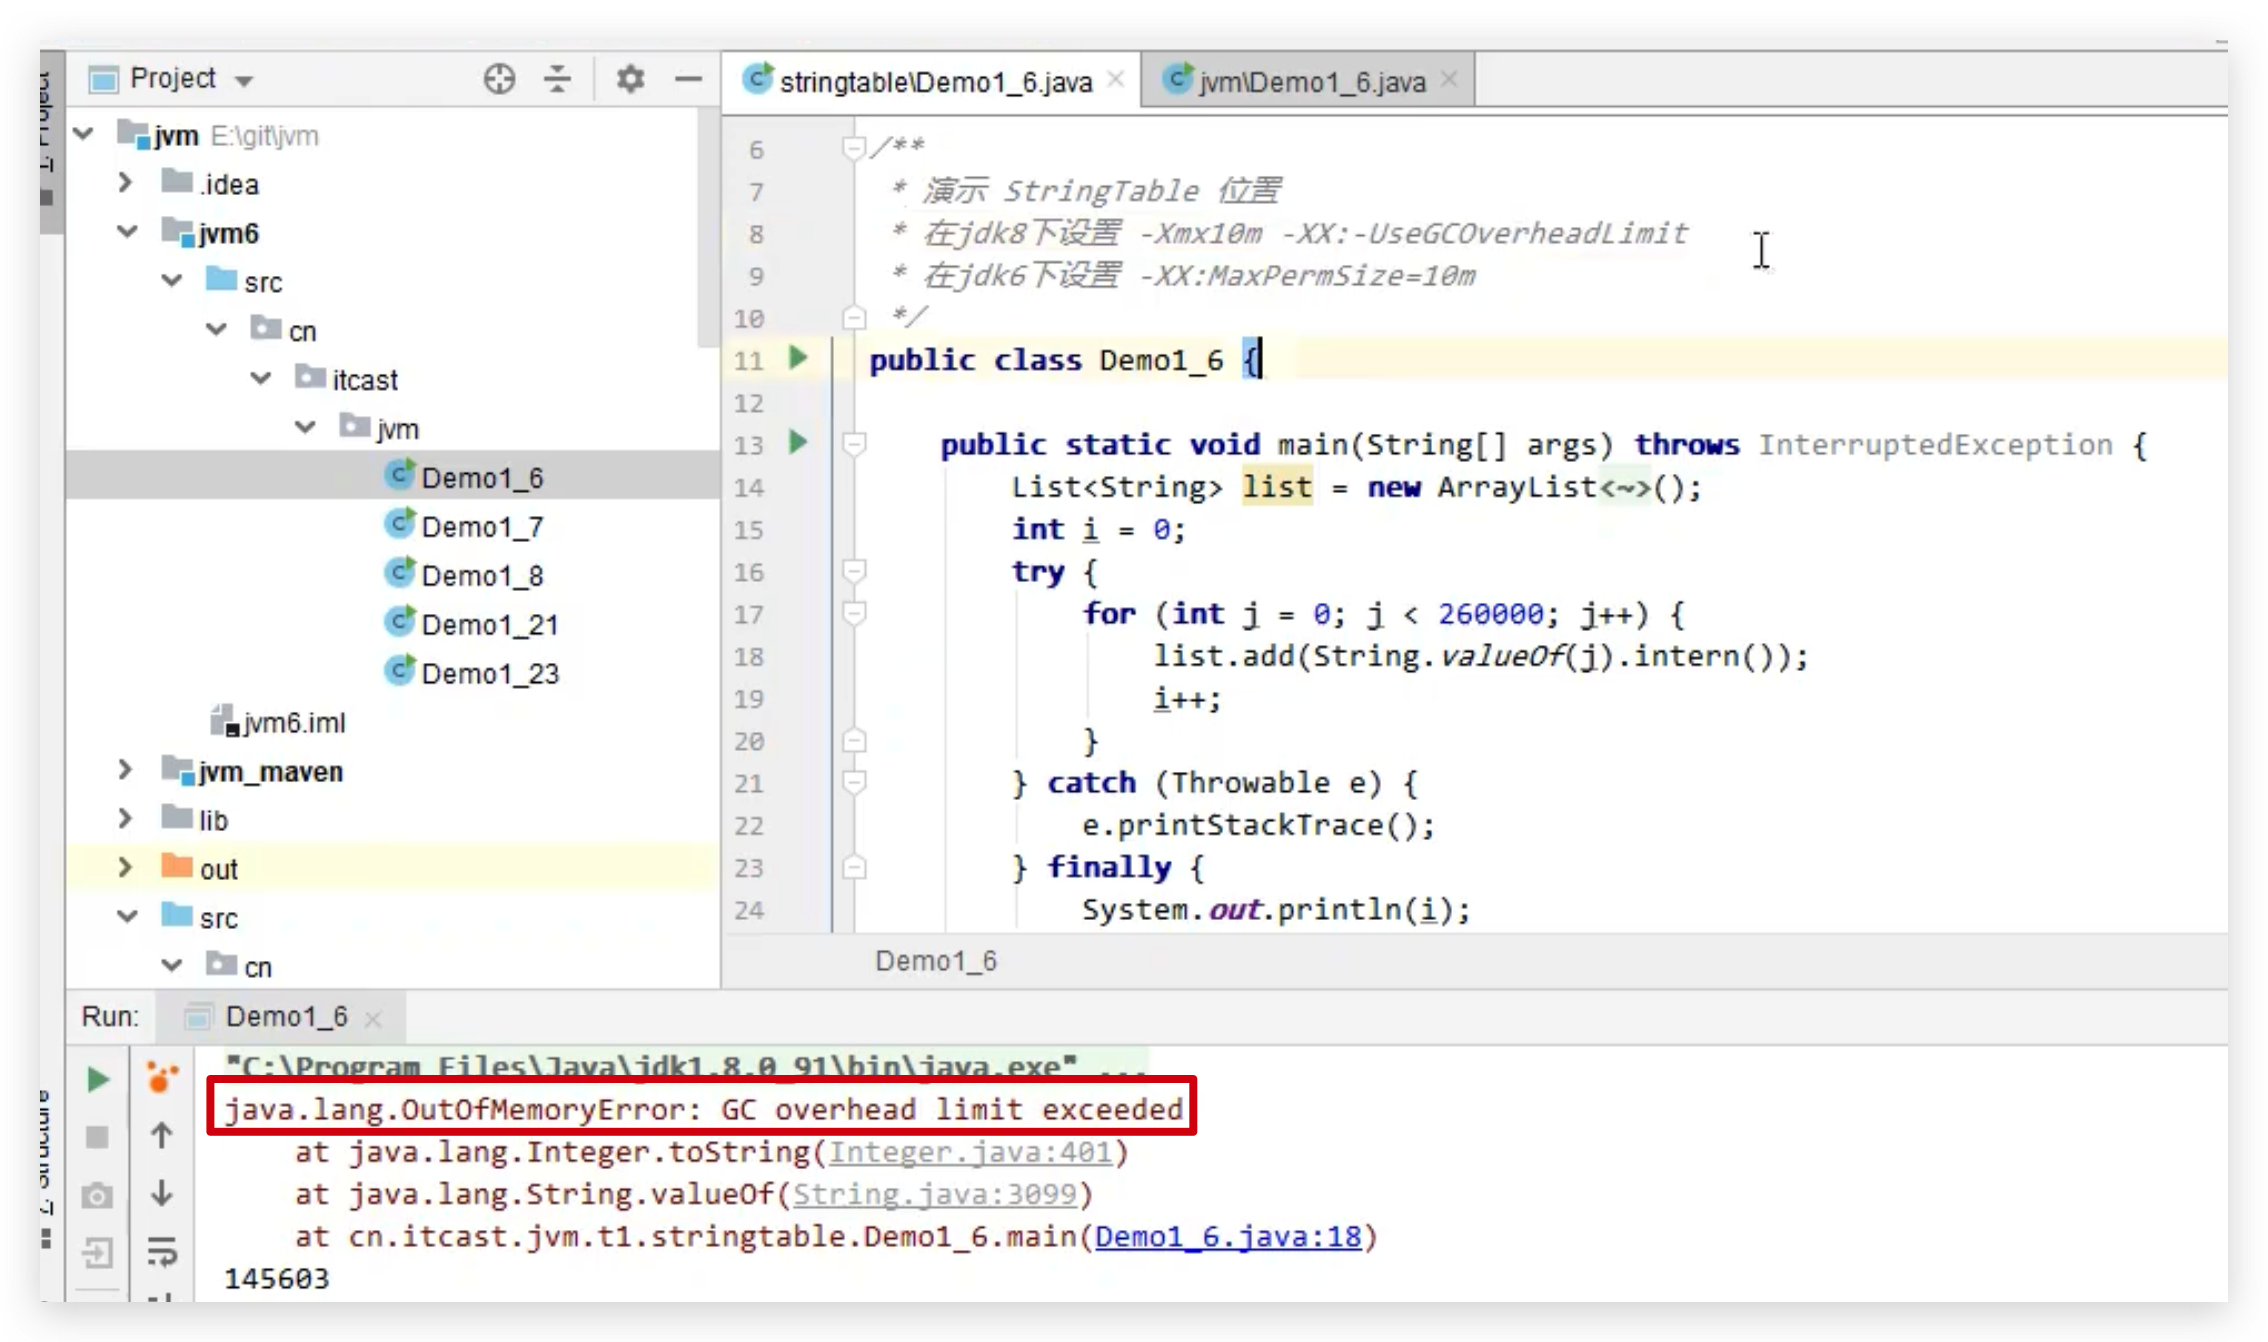 Project
jvm E:\git\jvm
.idea
jvm6
src
cn
itcast
jvm
Demo1_6
Demo1_7
Demo1_8
Demo1_21
Demo1_23
jvm6.iml
jvm_maven
lib
out
src
cn
stringtable\Demo1_6.java
jvm\Demo1_6.java
6 /**
7 * 演示 StringTable 位置
8 * 在jdk8下设置 -Xmx10m -XX:-UseGCOverheadLimit
9 * 在jdk6下设置 -XX:MaxPermSize=10m
10 */
11 public class Demo1_6 {
12
13 public static void main(String[] args) throws InterruptedException {
14 List<String> list = new ArrayList<~>();
15 int i = 0;
16 try {
17 for (int j = 0; j < 260000; j++) {
18 list.add(String.valueOf(j).intern());
19 i++;
20 }
21 } catch (Throwable e) {
22 e.printStackTrace();
23 } finally {
24 System.out.println(i);
Demo1_6
Run: Demo1_6
"C:\Program Files\Java\jdk1.8.0_91\bin\java.exe" ...
java.lang.OutOfMemoryError: GC overhead limit exceeded
at java.lang.Integer.toString(Integer.java:401)
at java.lang.String.valueOf(String.java:3099)
at cn.itcast.jvm.t1.stringtable.Demo1_6.main(Demo1_6.java:18)
145603